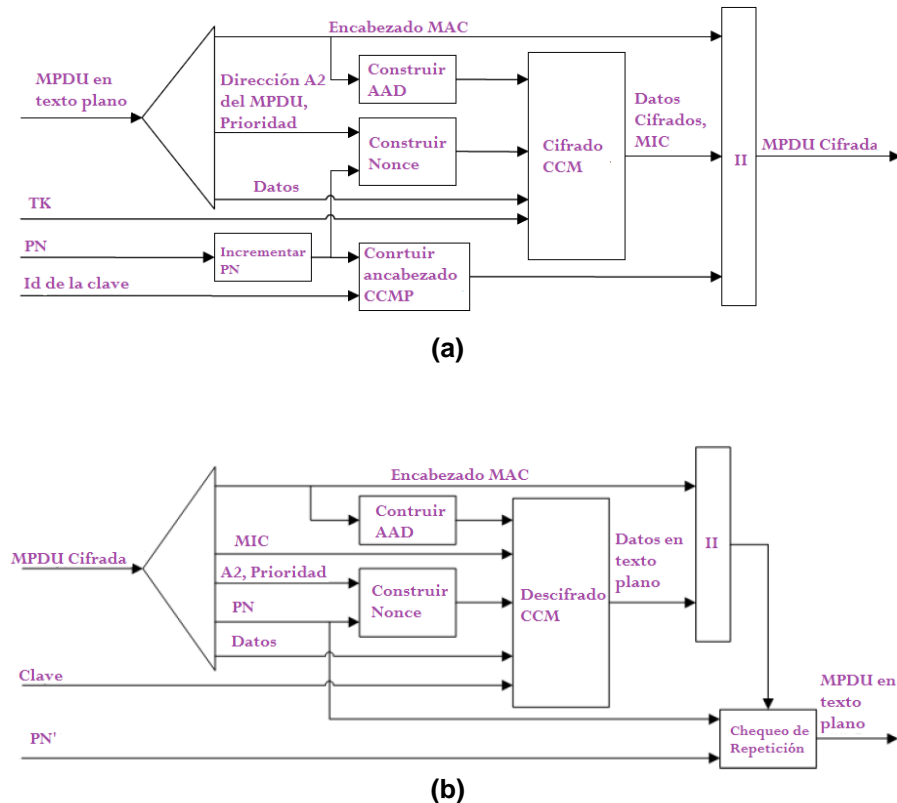 Encabezado MAC
MPDU en
texto plano
Dirección A2
del MPDU,
Prioridad
Construir
AAD
Construir
Nonce
Datos
Cifrado
CCM
Datos
Cifrados,
MIC
II
MPDU Cifrada
TK
PN
Incrementar
PN
Id de la clave
Conrtuir
ancabezado
CCMP
(a)
Encabezado MAC
Contruir
AAD
MPDU Cifrada
MIC
A2, Prioridad
PN
Datos
Construir
Nonce
Descifrado
CCM
Datos en
texto
plano
II
Clave
PN'
Chequeo de
Repetición
MPDU en
texto
plano
(b)